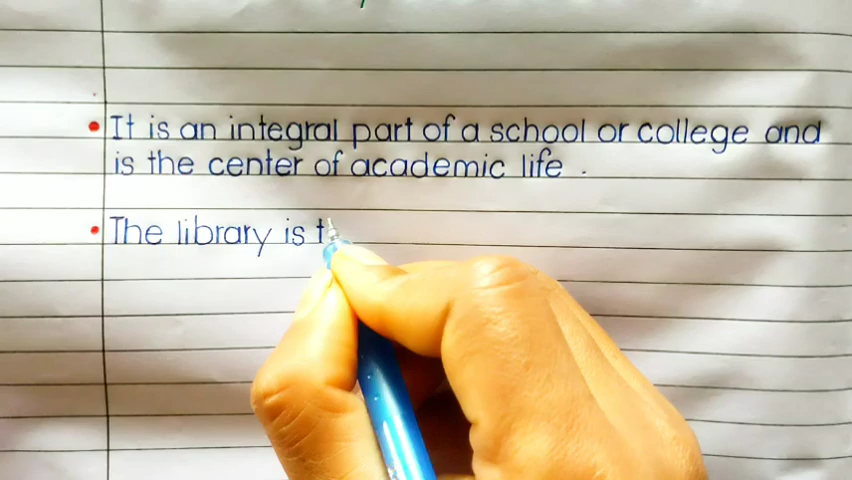 • It is an integral part of a school or college and
is the center of academic life .
• The library is t